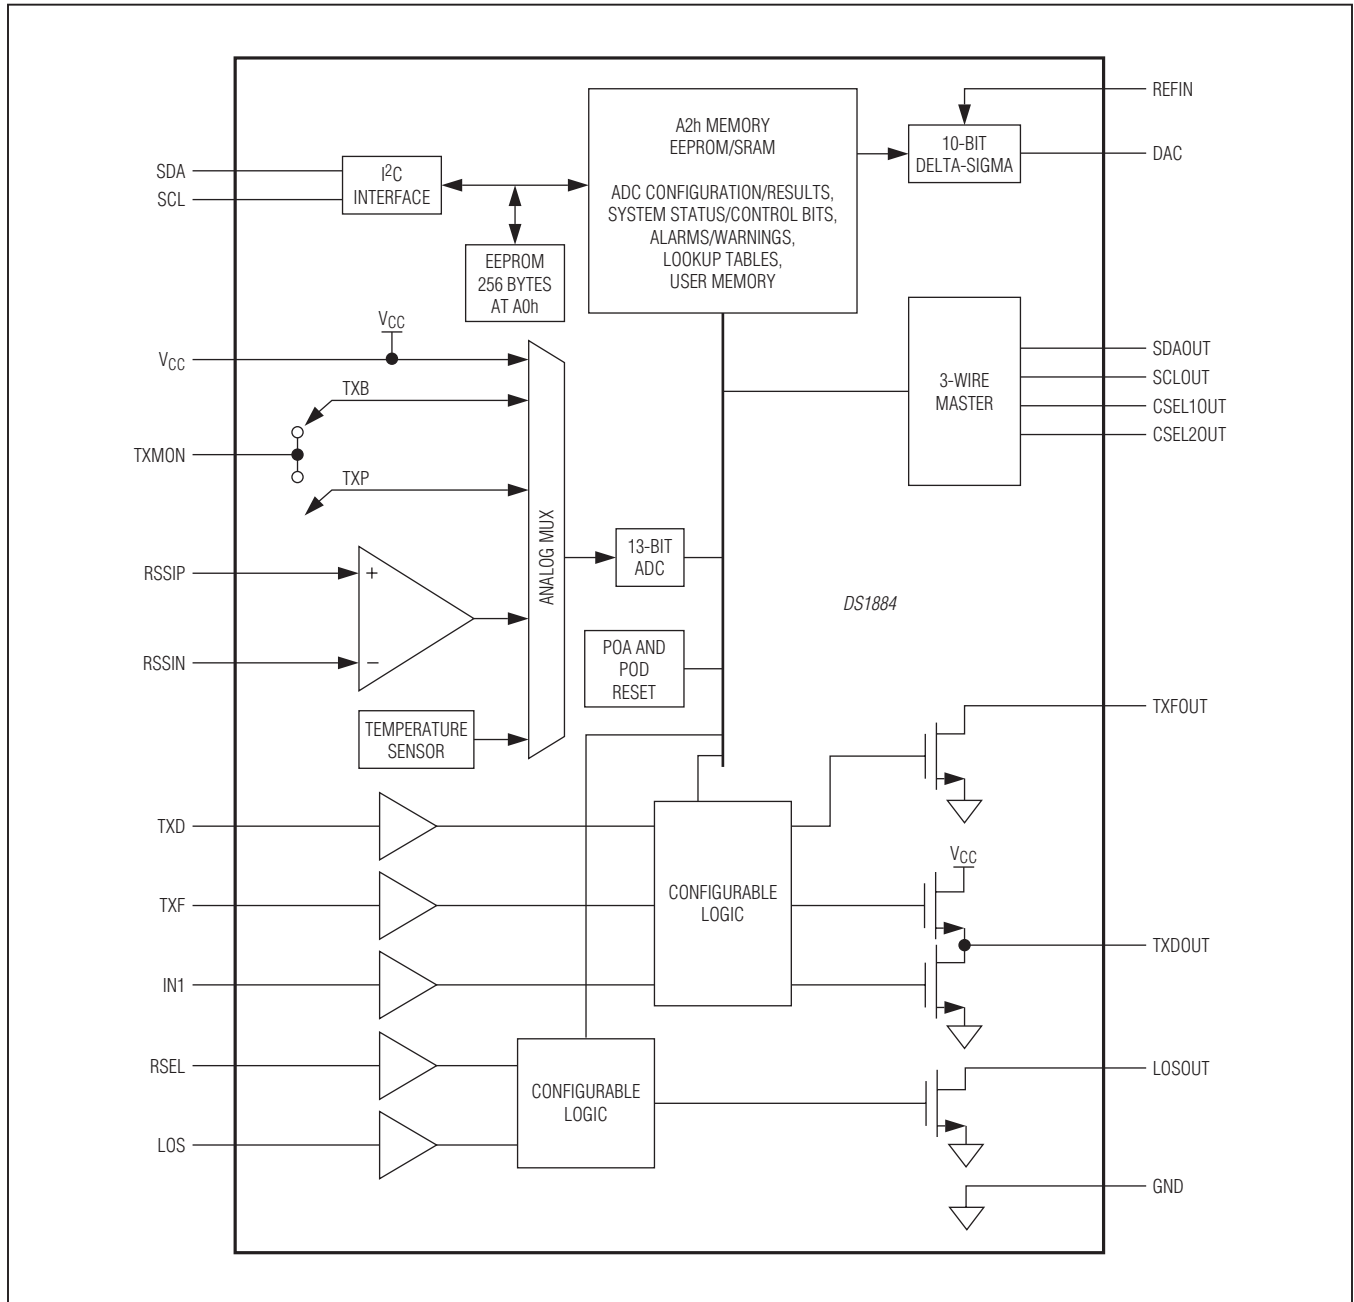 REFIN
A2h MEMORY
EEPROM/SRAM
ADC CONFIGURATION/RESULTS,
SYSTEM STATUS/CONTROL BITS,
ALARMS/WARNINGS,
LOOKUP TABLES,
USER MEMORY
10-BIT
DELTA-SIGMA
DAC
SDA
SCL
I2C
INTERFACE
EEPROM
256 BYTES
AT A0h
VCC
VCC
TXB
TXMON
TXP
ANALOG MUX
3-WIRE
MASTER
SDAOUT
SCLOUT
CSEL1OUT
CSEL2OUT
RSSIP
+
RSSIN
−
13-BIT
ADC
DS1884
POA AND
POD
RESET
TEMPERATURE
SENSOR
TXFOUT
TXD
TXF
IN1
CONFIGURABLE
LOGIC
VCC
TXDOUT
RSEL
LOS
CONFIGURABLE
LOGIC
LOSOUT
GND